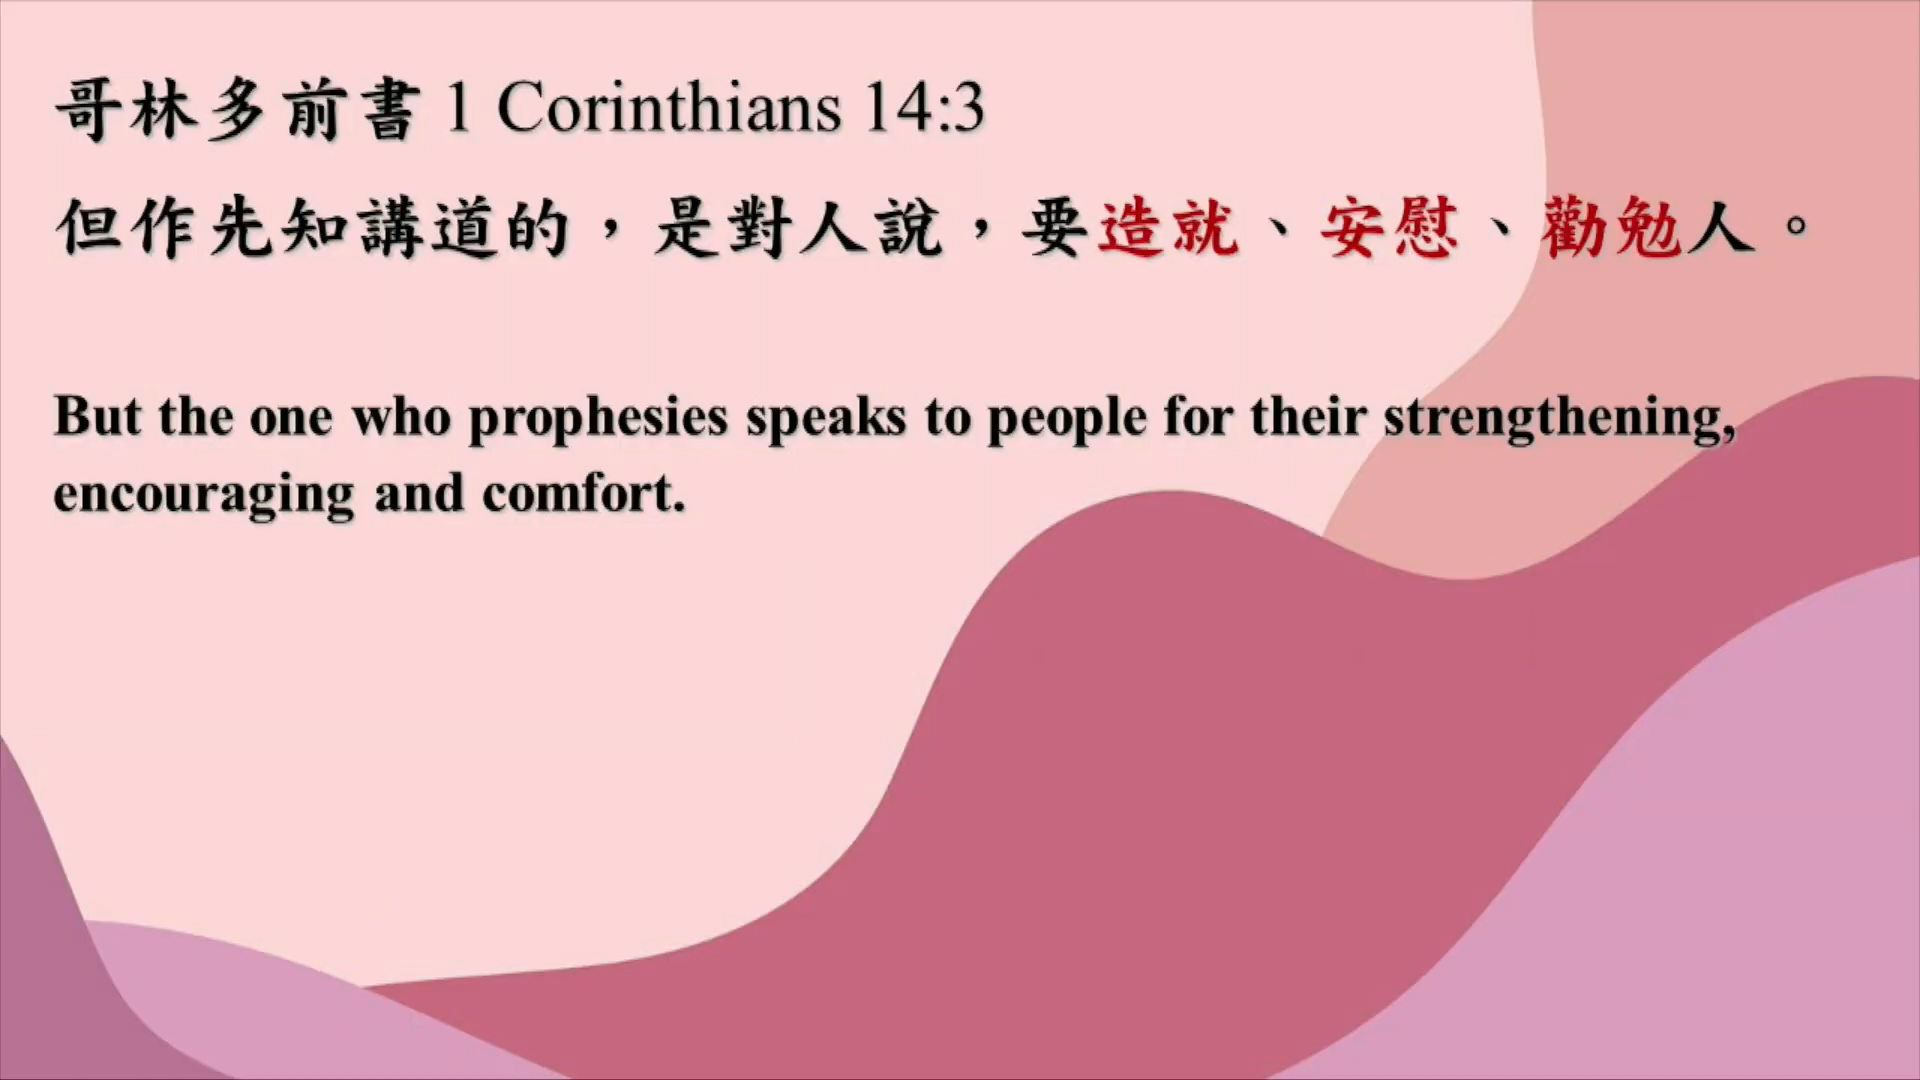 哥林多前書 1 Corinthians 14:3
但作先知講道的，是對人說，要造就、安慰、勸勉人。
But the one who prophesies speaks to people for their strengthening,
encouraging and comfort.